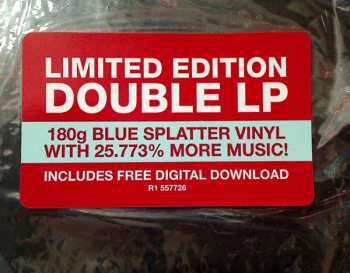 LIMITED EDITION
DOUBLE LP
180g BLUE SPLATTER VINYL
WITH 25.773% MORE MUSIC!
INCLUDES FREE DIGITAL DOWNLOAD
R1 557726